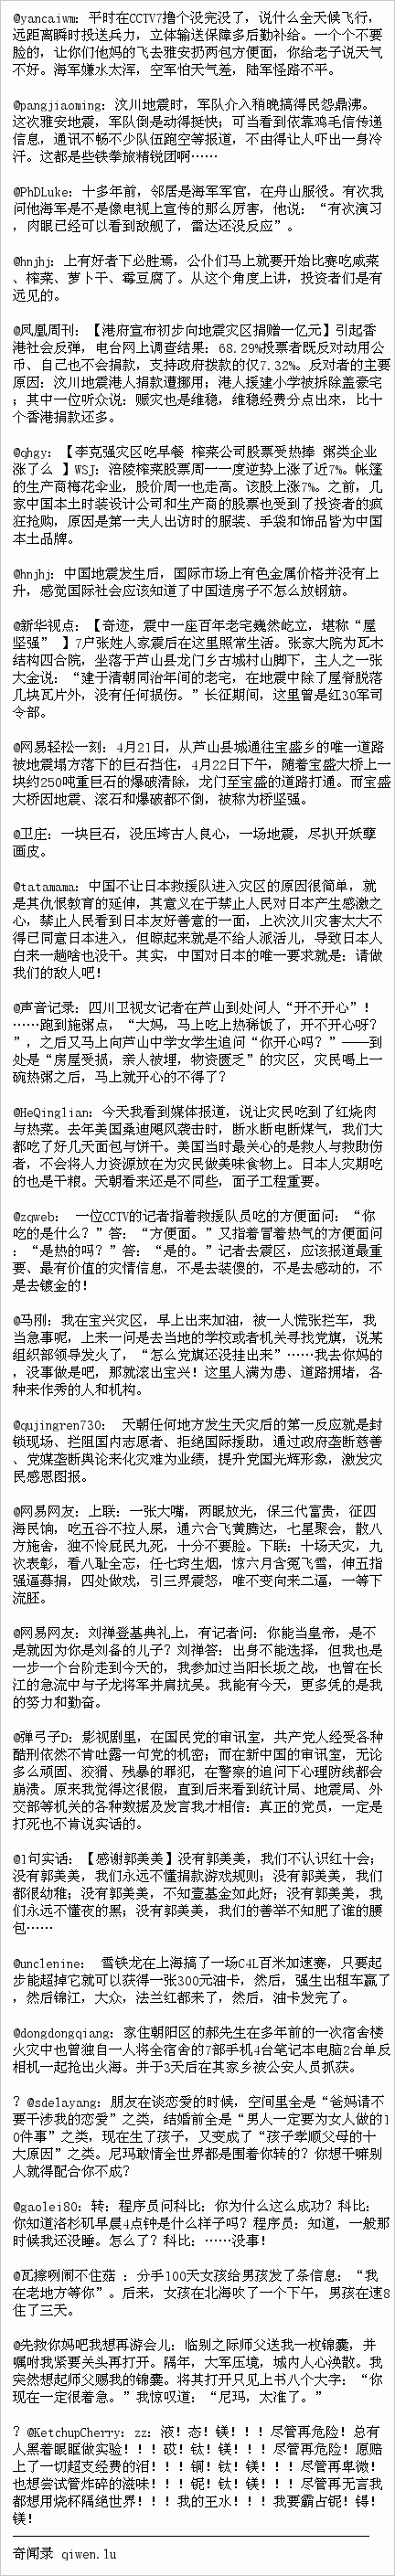 @yancaiwm: 平时在CCTV7撸个没完没了，说什么全天候飞行，
远距离瞬时投送兵力，立体输送保障多后勤补给。一个个不要
脸的，让你们他妈的飞去雅安扔两包方便面，你给老子说天气
不好。海军嫌水太浑，空军怕天气差，陆军怪路不平。
@pangjiaoming: 汶川地震时，军队介入稍晚搞得民怨鼎沸。
这次雅安地震，军队倒是动得挺快；可当看到依靠鸡毛信传递
信息，通讯不畅不少队伍跑空等报道，不由得让人吓出一身冷
汗。这都是些铁拳旅精锐团啊……
@PhDLuke: 十多年前，邻居是海军军官，在舟山服役。有次我
问他海军是不是像电视上宣传的那么厉害，他说：“有次演习
，肉眼已经可以看到敌舰了，雷达还没反应”。
@hnjhj: 上有好者下必胜焉，公仆们马上就要开始比赛吃咸菜
、榨菜、萝卜干、霉豆腐了。从这个角度上讲，投资者们是有
远见的。
@凤凰周刊: 【港府宣布初步向地震灾区捐赠一亿元】引起香
港社会反弹，电台网上调查结果：68.29%投票者既反对动用公
币、自己也不会捐款，支持政府拨款的仅7.32%。反对者的主要
原因：汶川地震港人捐款遭挪用；港人援建小学被拆除盖豪宅
；其中一位听众说：赈灾也是维稳，维稳经费分点出来，比十
个香港捐款还多。
@qhgy: 【李克强灾区吃早餐 榨菜公司股票受热捧 粥类企业
涨了么 】WSJ: 涪陵榨菜股票周一一度逆势上涨了近7%。帐篷
的生产商梅花伞业，股价周一也走高。该股上涨7%。之前，几
家中国本土时装设计公司和生产商的股票也受到了投资者的疯
狂抢购，原因是第一夫人出访时的服装、手袋和饰品皆为中国
本土品牌。
@hnjhj: 中国地震发生后，国际市场上有色金属价格并没有上
升，感觉国际社会应该知道了中国造房子不怎么放钢筋。
@新华视点: 【奇迹，震中一座百年老宅巍然屹立，堪称“屋
坚强” 】7户张姓人家震后在这里照常生活。张家大院为瓦木
结构四合院，坐落于芦山县龙门乡古城村山脚下，主人之一张
大金说：“建于清朝同治年间的老宅，在地震中除了屋脊脱落
几块瓦片外，没有任何损伤。”长征期间，这里曾是红30军司
令部。
@网易轻松一刻: 4月21日，从芦山县城通往宝盛乡的唯一道路
被地震塌方落下的巨石挡住，4月22日下午，随着宝盛大桥上一
块约250吨重巨石的爆破清除，龙门至宝盛的道路打通。而宝盛
大桥因地震、滚石和爆破都不倒，被称为桥坚强。
@卫庄: 一块巨石，没压垮古人良心，一场地震，尽扒开妖孽
画皮。
@tatamama: 中国不让日本救援队进入灾区的原因很简单，就
是其仇恨教育的延伸，其意义在于禁止人民对日本产生感激之
心，禁止人民看到日本友好善意的一面，上次汶川灾害太大不
得已同意日本进入，但晾起来就是不给人派活儿，导致日本人
白来一趟啥也没干。其实，中国对日本的唯一要求就是：请做
我们的敌人吧！
@声音记录: 四川卫视女记者在芦山到处问人“开不开心”！
……跑到施粥点，“大妈，马上吃上热稀饭了，开不开心呀？
”，之后又马上向芦山中学女学生追问“你开心吗？”——到
处是“房屋受损，亲人被埋，物资匮乏”的灾区，灾民喝上一
碗热粥之后，马上就开心的不得了？
@HeQinglian: 今天我看到媒体报道，说让灾民吃到了红烧肉
与热菜。去年美国桑迪飓风袭击时，断水断电断煤气，我们大
都吃了好几天面包与饼干。美国当时最关心的是救人与救助伤
者，不会将人力资源放在为灾民做美味食物上。日本人灾期吃
的也是干粮。天朝看来还是不同些，面子工程重要。
@zqweb: 一位CCTV的记者指着救援队员吃的方便面问：“你
吃的是什么？”答：“方便面。”又指着冒着热气的方便面问
：“是热的吗？”答：“是的。”记者去震区，应该报道最重
要、最有价值的灾情信息，不是去装傻的，不是去感动的，不
是去镀金的！
@马刚: 我在宝兴灾区，早上出来加油，被一人慌张拦车，我
当急事呢，上来一问是去当地的学校或者机关寻找党旗，说某
组织部领导发火了，“怎么党旗还没挂出来”……我去你妈的
，没事做是吧，那就滚出宝兴！这里人满为患、道路拥堵，各
种来作秀的人和机构。
@qujingren730: 天朝任何地方发生天灾后的第一反应就是封
锁现场、拦阻国内志愿者、拒绝国际援助，通过政府垄断慈善
、党媒垄断舆论来化灾难为业绩，提升党国光辉形象，激发灾
民感恩图报。
@网易网友: 上联：一张大嘴，两眼放光，保三代富贵，征四
海民饷，吃五谷不拉人屎，通六合飞黄腾达，七星聚会，散八
方施舍，独不怜屁民九死，十分不要脸。下联：十场天灾，九
次表彰，看八耻全忘，任七窍生烟，惊六月含冤飞雪，伸五指
强逼募捐，四处做戏，引三界震怒，唯不变向来二逼，一等下
流胚。
@网易网友: 刘禅登基典礼上，有记者问：你能当皇帝，是不
是就因为你是刘备的儿子？刘禅答：出身不能选择，但我也是
一步一个台阶走到今天的，我参加过当阳长坂之战，也曾在长
江的急流中与子龙将军并肩抗吴。我能有今天，更多凭的是我
的努力和勤奋。
@弹弓子D: 影视剧里，在国民党的审讯室，共产党人经受各种
酷刑依然不肯吐露一句党的机密；而在新中国的审讯室，无论
多么顽固、狡猾、残暴的罪犯，在警察的追问下心理防线都会
崩溃。原来我觉得这很假，直到后来看到统计局、地震局、外
交部等机关的各种数据及发言我才相信：真正的党员，一定是
打死也不肯说实话的。
@1句实话: 【感谢郭美美】没有郭美美，我们不认识红十会；
没有郭美美，我们永远不懂捐款游戏规则；没有郭美美，我们
都很幼稚；没有郭美美，不知壹基金如此好；没有郭美美，我
们永远不懂夜的黑；没有郭美美，我们的善举不知肥了谁的腰
包……
@unclenine: 雪铁龙在上海搞了一场C4L百米加速赛，只要起
步能超掉它就可以获得一张300元油卡，然后，强生出租车赢了
，然后锦江，大众，法兰红都来了，然后，油卡发完了。
@dongdongqiang: 家住朝阳区的郝先生在多年前的一次宿舍楼
火灾中也曾独自一人将全宿舍的7部手机4台笔记本电脑2台单反
相机一起抢出火海。并于3天后在其家乡被公安人员抓获。
? @sdelayang: 朋友在谈恋爱的时候，空间里全是“爸妈请不
要干涉我的恋爱”之类，结婚前全是“男人一定要为女人做的1
0件事”之类，现在生了孩子，又变成了“孩子孝顺父母的十
大原因”之类。尼玛敢情全世界都是围着你转的？你想干嘛别
人就得配合你不成？
@gaolei80: 转：程序员问科比：你为什么这么成功？科比：
你知道洛杉矶早晨4点钟是什么样子吗？程序员：知道，一般那
时候我还没睡。怎么了？科比：……没事！
@瓦擦咧闹不住菇 : 分手100天女孩给男孩发了条信息：“我
在老地方等你”。后来，女孩在北海吹了一个下午，男孩在速8
住了三天。
@先救你妈吧我想再游会儿: 临别之际师父送我一枚锦囊，并
嘱咐我紧要关头再打开。隔年，大军压境，城内人心涣散。我
突然想起师父赐我的锦囊。将其打开只见上书八个大字：“你
现在一定很着急。”我惊叹道：“尼玛，太准了。”
? @KetchupCherry: zz: 液！态！镁！！！尽管再危险！总有
人黑着眼眶做实验！！！砹！钛！镁！！！尽管再危险！愿赔
上了一切超支经费的泪！！！锕！钛！镁！！！尽管再卑微！
也想尝试管炸碎的滋味！！！铌！钛！镁！！！尽管再无言我
都想用烧杯隔绝世界！！！我的王水！！！我要霸占铌！锝！
镁！
奇闻录 qiwen.lu